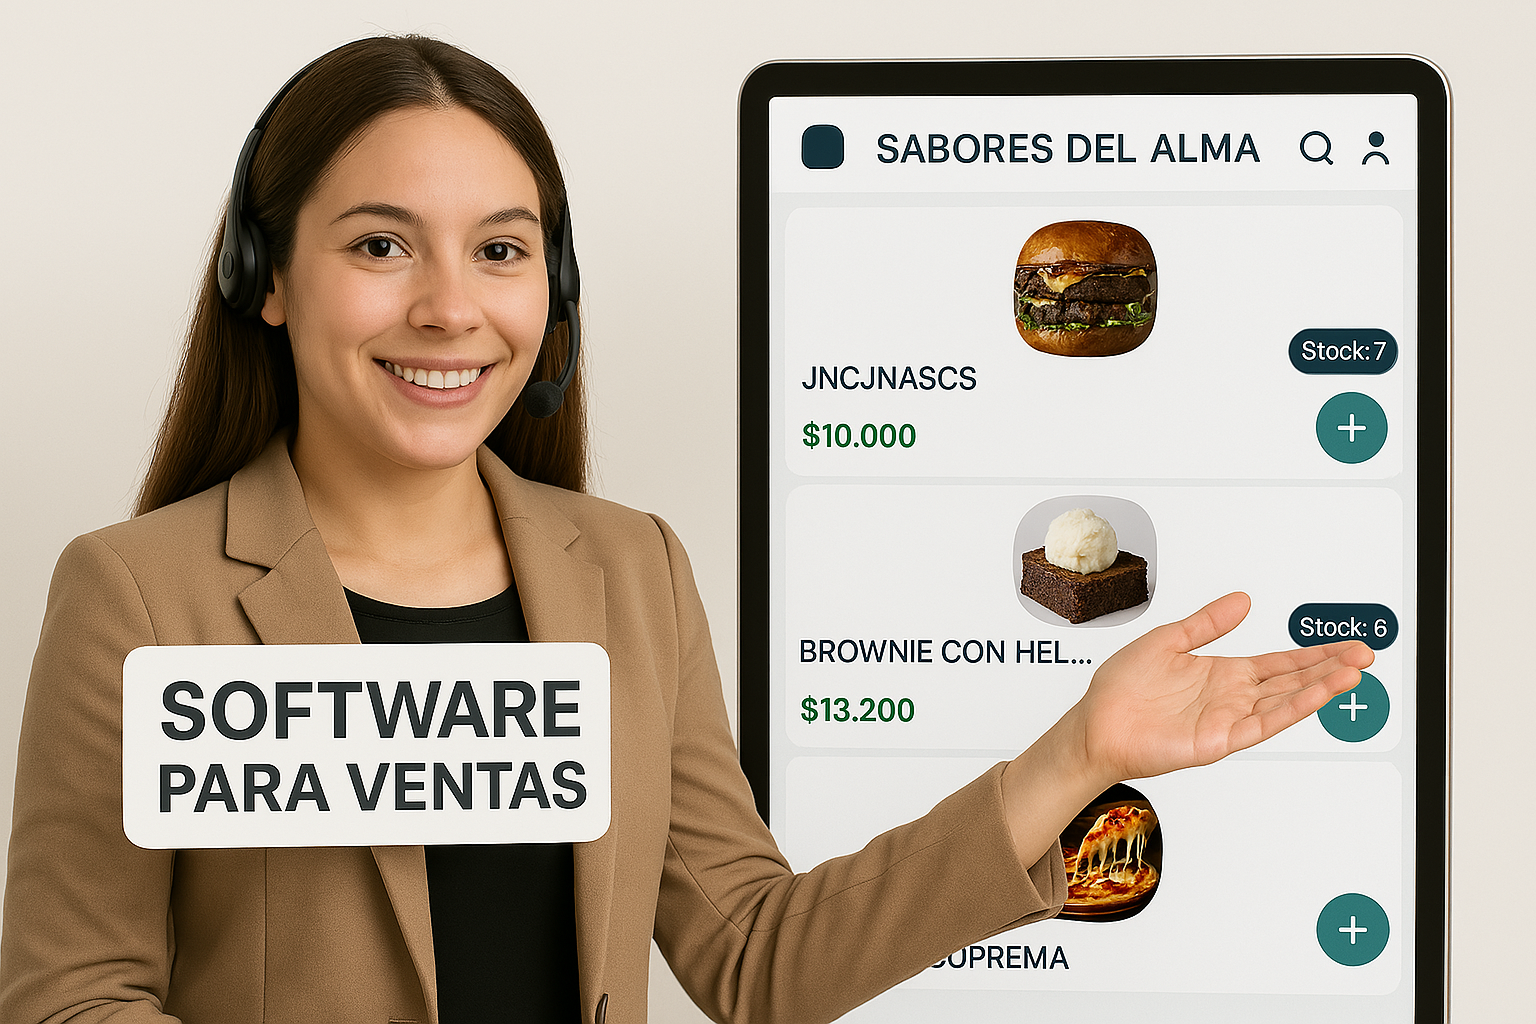 SABORES DEL ALMA
Stock: 7
JNCJNASCS
$10.000
Stock: 6
BROWNIE CON HEL...
$13.200
SOFTWARE
PARA VENTAS